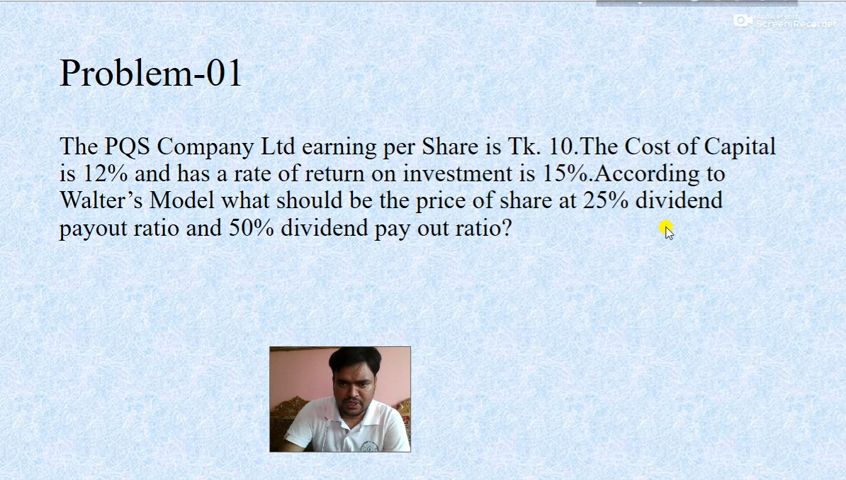 Screen Recorder
Problem-01
The PQS Company Ltd earning per Share is Tk. 10.The Cost of Capital
is 12% and has a rate of return on investment is 15%.According to
Walter’s Model what should be the price of share at 25% dividend
payout ratio and 50% dividend pay out ratio?